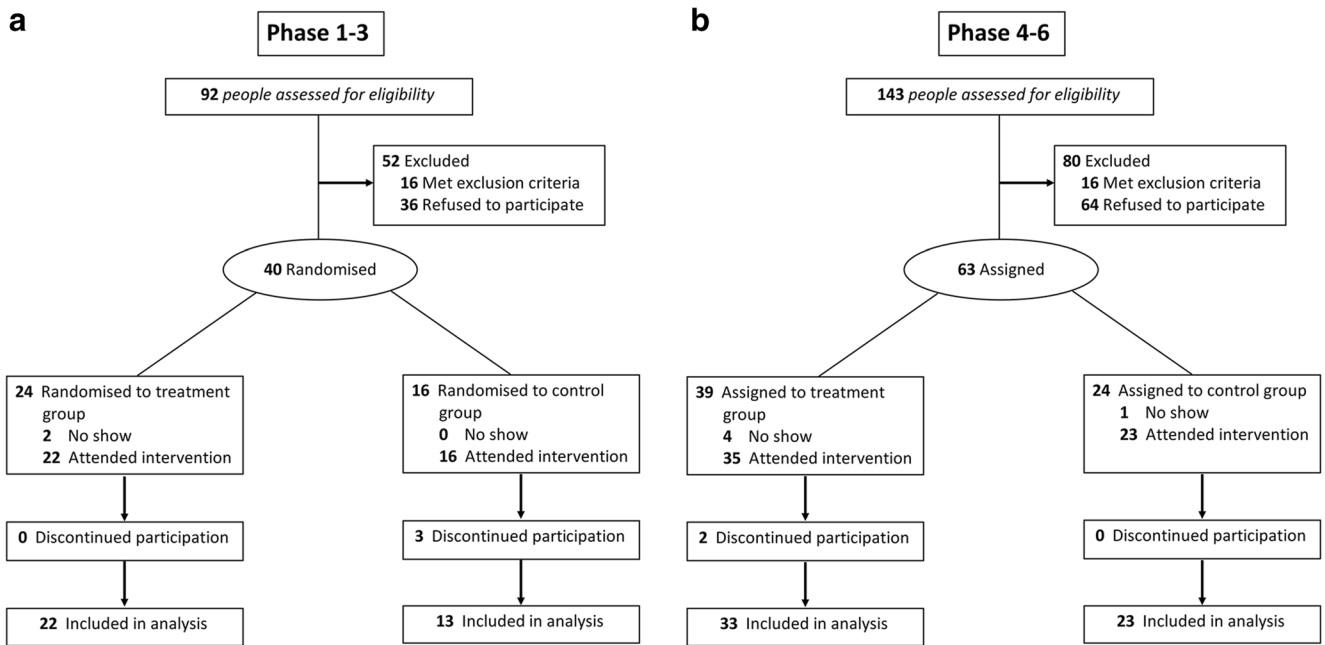 a
Phase 1-3
92 people assessed for eligibility
52 Excluded
16 Met exclusion criteria
36 Refused to participate
40 Randomised
24 Randomised to treatment
group
2 No show
22 Attended intervention
16 Randomised to control
group
0 No show
16 Attended intervention
0 Discontinued participation
3 Discontinued participation
22 Included in analysis
13 Included in analysis
b
Phase 4-6
143 people assessed for eligibility
80 Excluded
16 Met exclusion criteria
64 Refused to participate
63 Assigned
39 Assigned to treatment
group
4 No show
35 Attended intervention
24 Assigned to control group
1 No show
23 Attended intervention
2 Discontinued participation
0 Discontinued participation
33 Included in analysis
23 Included in analysis